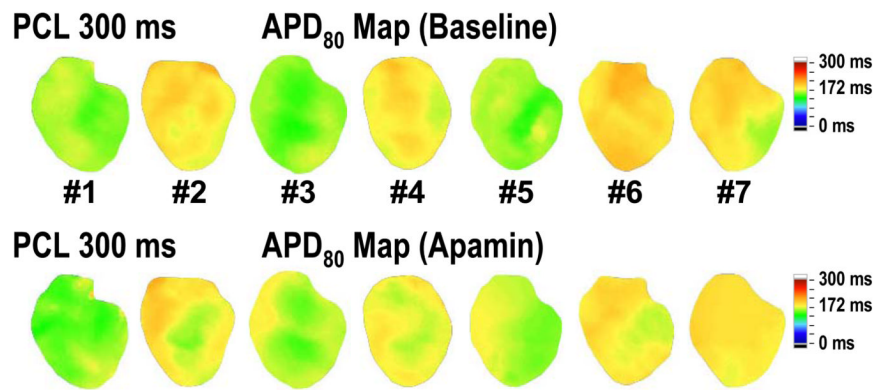 PCL 300 ms APD80 Map (Baseline)
300 ms
172 ms
0 ms
#1 #2 #3 #4 #5 #6 #7
PCL 300 ms APD80 Map (Apamin)
300 ms
172 ms
0 ms